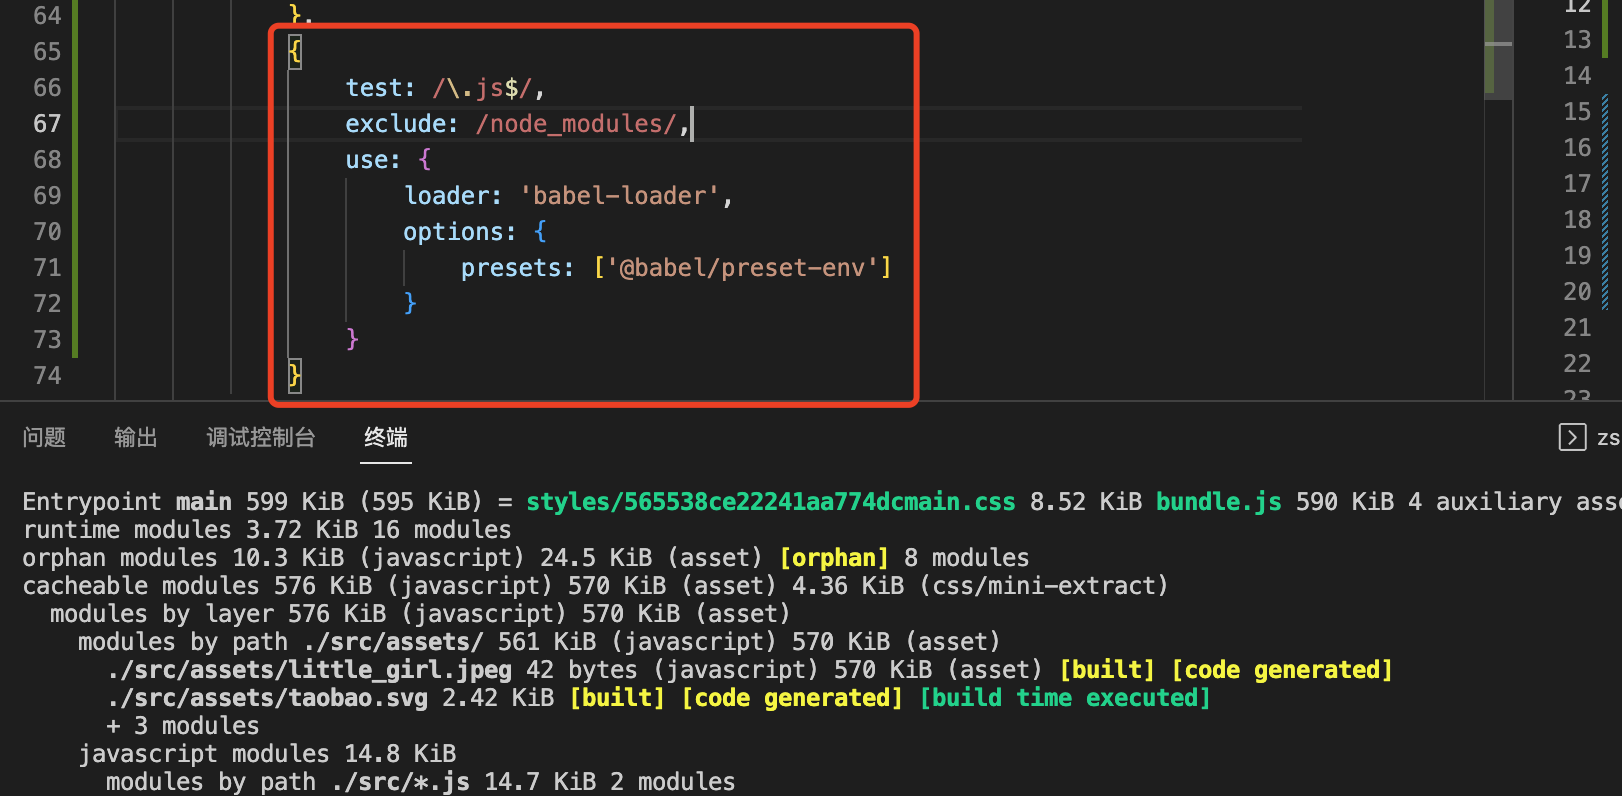 64 },
65 {
66 test: /\.js$/,
67 exclude: /node_modules/,
68 use: {
69 loader: 'babel-loader',
70 options: {
71 presets: ['@babel/preset-env']
72 }
73 }
74 }
12
13
14
15
16
17
18
19
20
21
22
23
问题 输出 调试控制台 终端 zs
Entrypoint main 599 KiB (595 KiB) = styles/565538ce22241aa774dcmain.css 8.52 KiB bundle.js 590 KiB 4 auxiliary asse
runtime modules 3.72 KiB 16 modules
orphan modules 10.3 KiB (javascript) 24.5 KiB (asset) [orphan] 8 modules
cacheable modules 576 KiB (javascript) 570 KiB (asset) 4.36 KiB (css/mini-extract)
modules by layer 576 KiB (javascript) 570 KiB (asset)
modules by path ./src/assets/ 561 KiB (javascript) 570 KiB (asset)
./src/assets/little_girl.jpeg 42 bytes (javascript) 570 KiB (asset) [built] [code generated]
./src/assets/taobao.svg 2.42 KiB [built] [code generated] [build time executed]
+ 3 modules
javascript modules 14.8 KiB
modules by path ./src/*.js 14.7 KiB 2 modules